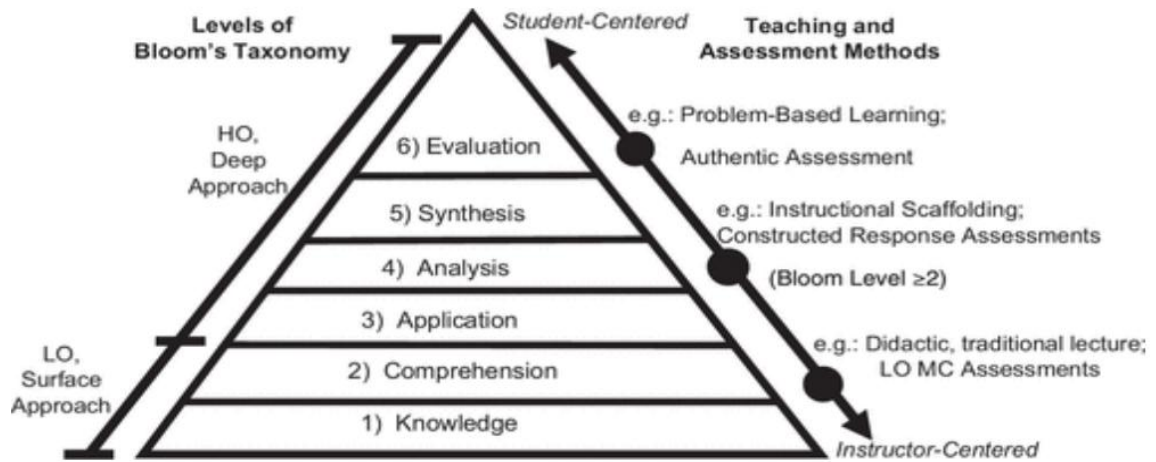 Levels of
Bloom's Taxonomy
Student-Centered
Teaching and
Assessment Methods
HO,
Deep
Approach
LO,
Surface
Approach
6) Evaluation
5) Synthesis
4) Analysis
3) Application
2) Comprehension
1) Knowledge
e.g.: Problem-Based Learning;
Authentic Assessment
e.g.: Instructional Scaffolding;
Constructed Response Assessments
(Bloom Level ≥2)
e.g.: Didactic, traditional lecture;
LO MC Assessments
Instructor-Centered